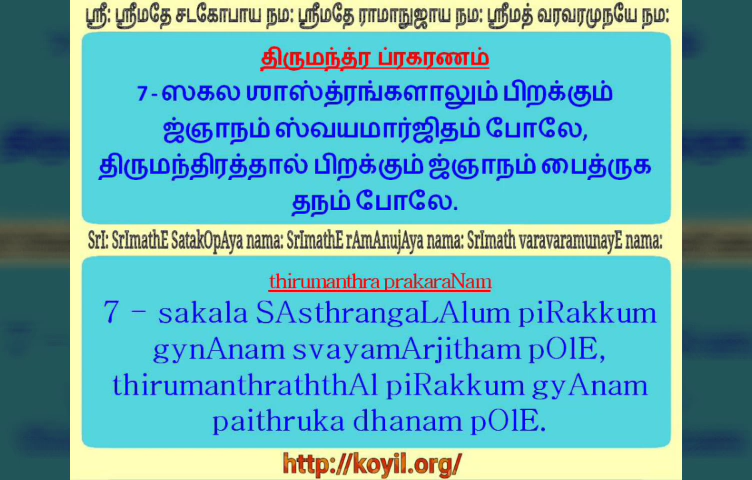 ஸ்ரீ: ஸ்ரீமதே சடகோபாய நம: ஸ்ரீமதே ராமாநுஜாய நம: ஸ்ரீமத் வரவரமுநயே நம:
திருமந்த்ர ப்ரகரணம்
7 - ஸகல ஶாஸ்த்ரங்களாலும் பிறக்கும்
ஜ்ஞாநம் ஸ்வயமார்ஜிதம் போலே,
திருமந்திரத்தால் பிறக்கும் ஜ்ஞாநம் பைத்ருக
தநம் போலே.
SrI: SrImathE SatakOpAya nama: SrImathE rAmAnujAya nama: SrImath varavaramunayE nama:
thirumanthra prakaraNam
7 - sakala SAsthrangaLAlum piRakkum
gynAnam svayamArjitham pOlE,
thirumanthraththAl piRakkum gyAnam
paithruka dhanam pOlE.
http://koyil.org/